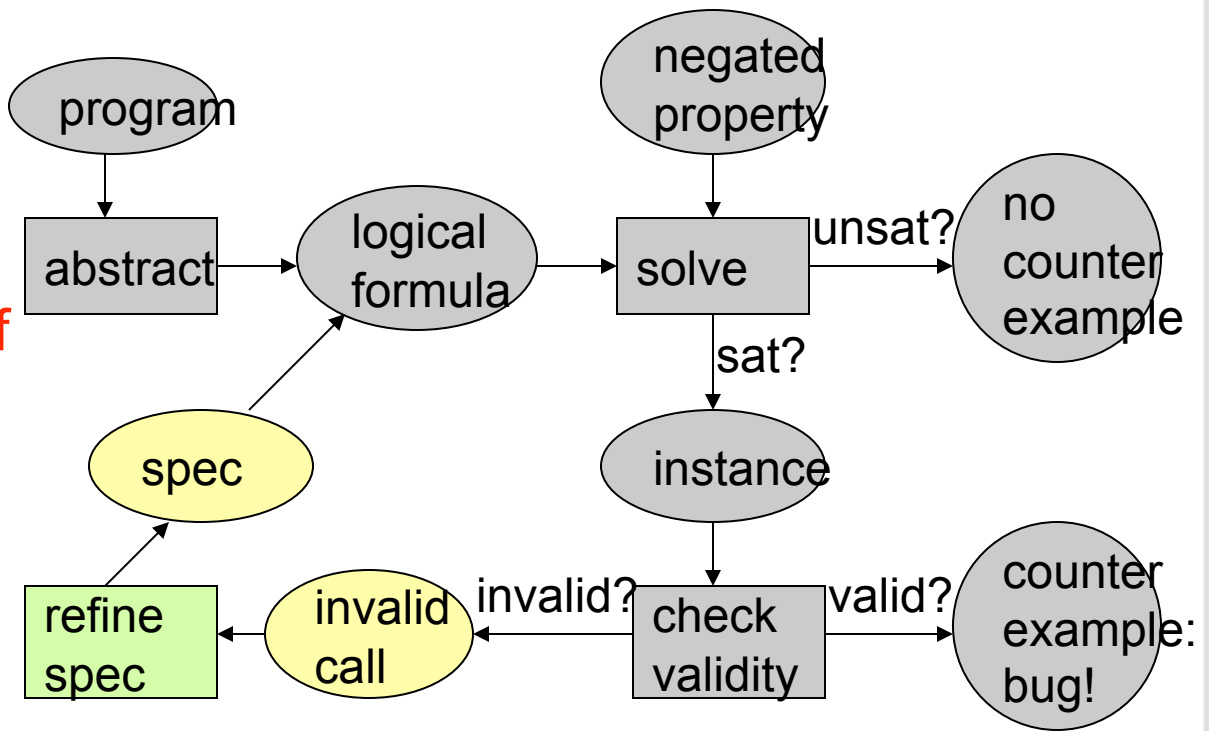 program
negated
property
abstract
logical
formula
solve
unsat?
no
counter
example
f
sat?
spec
instance
refine
spec
invalid
call
invalid?
check
validity
valid?
counter
example:
bug!